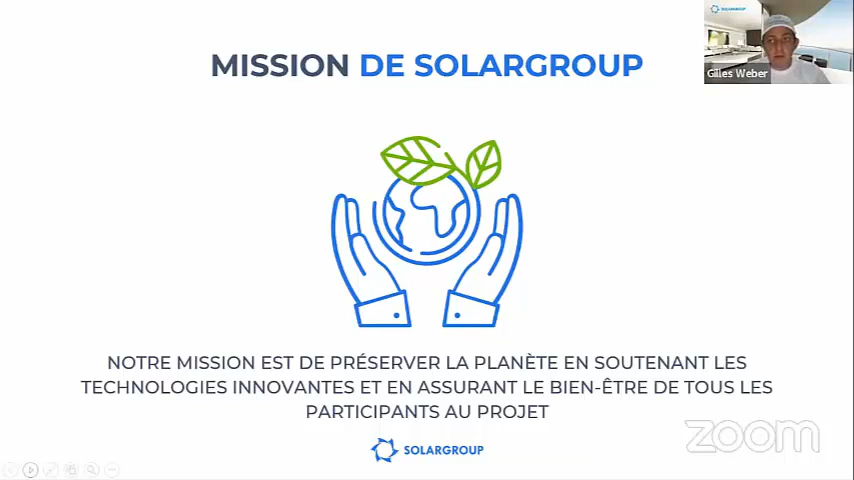 SOLARGROUP
MISSION DE SOLARGROUP
Gilles Weber
NOTRE MISSION EST DE PRÉSERVER LA PLANÈTE EN SOUTENANT LES
TECHNOLOGIES INNOVANTES ET EN ASSURANT LE BIEN-ÊTRE DE TOUS LES
PARTICIPANTS AU PROJET
SOLARGROUP
zoom